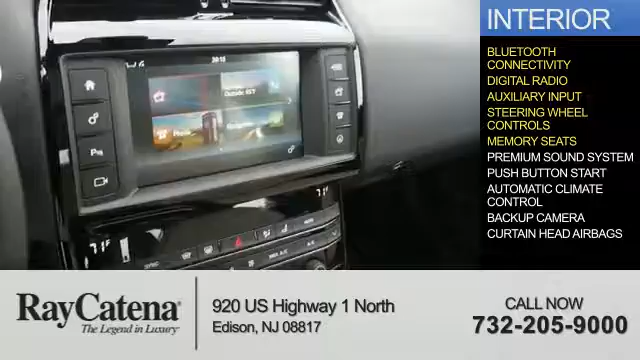 INTERIOR
BLUETOOTH
CONNECTIVITY
DIGITAL RADIO
AUXILIARY INPUT
STEERING WHEEL
CONTROLS
MEMORY SEATS
PREMIUM SOUND SYSTEM
PUSH BUTTON START
AUTOMATIC CLIMATE
CONTROL
BACKUP CAMERA
CURTAIN HEAD AIRBAGS
RayCatena
The Legend in Luxury
920 US Highway 1 North
Edison, NJ 08817
CALL NOW
732-205-9000